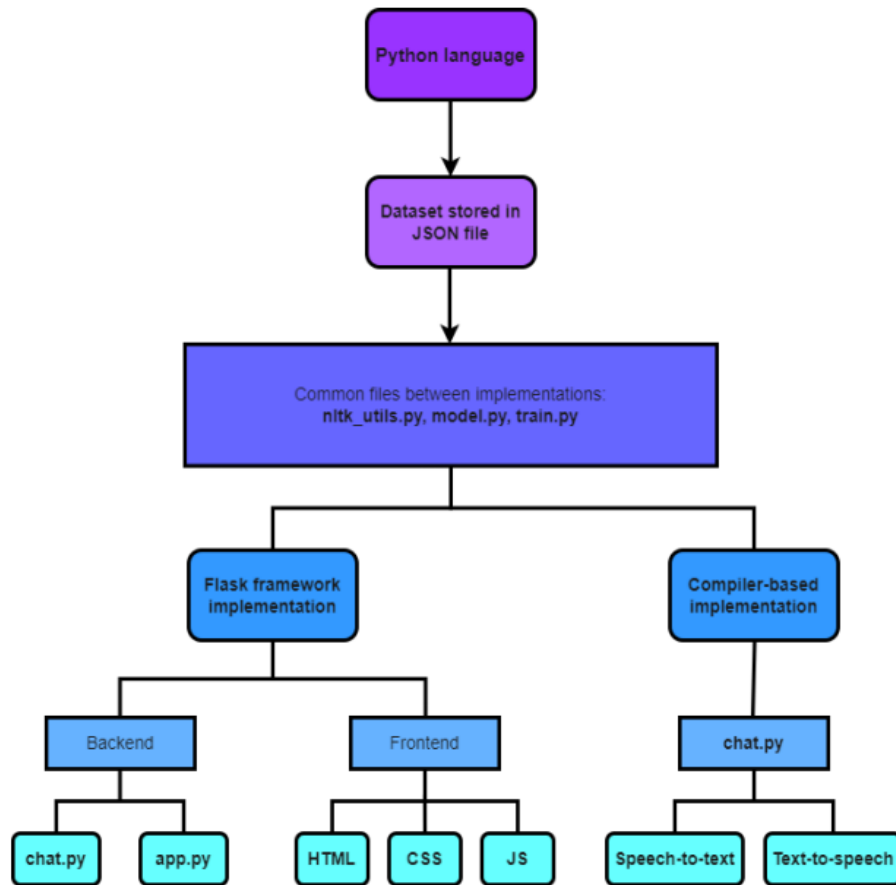 Python language
Dataset stored in
JSON file
Common files between implementations:
nltk_utils.py, model.py, train.py
Flask framework
implementation
Compiler-based
implementation
Backend
Frontend
chat.py
chat.py
app.py
HTML
CSS
JS
Speech-to-text
Text-to-speech